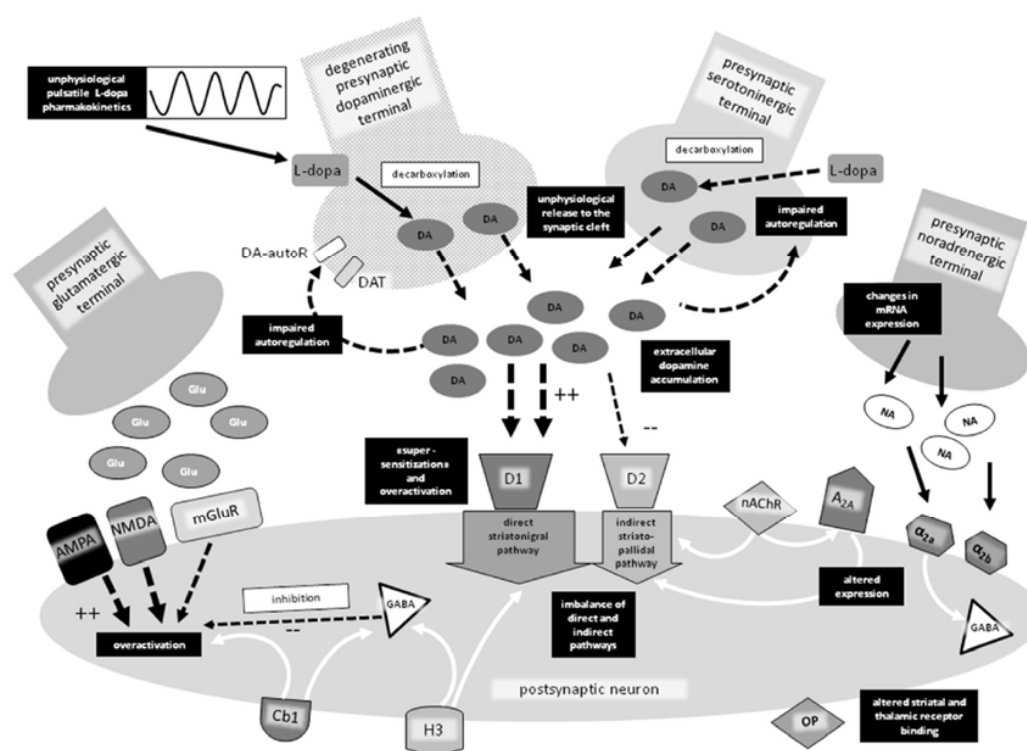 unphysiological
pulsatile L-dopa
pharmakokinetics
degenerating
presynaptic
dopaminergic
terminal
presynaptic
serotoninergic
terminal
L-dopa
decarboxylation
DA
DA
unphysiological
release to the
synaptic cleft
decarboxylation
DA
DA
L-dopa
impaired
autoregulation
presynaptic
noradrenergic
terminal
presynaptic
glutamatergic
terminal
DA-autoR
DAT
impaired
autoregulation
DA
DA
DA
DA
DA
DA
extracellular
dopamine
accumulation
changes in
mRNA
expression
NA
NA
NA
Glu
Glu
Glu
Glu
Glu
++
--
«super -
sensitization»
and
overactivation
D1
D2
direct
striatonigral
pathway
indirect
striato-
pallidal
pathway
nAChR
A2A
α2a
α2b
AMPA
NMDA
mGluR
++
overactivation
inhibition
--
GABA
imbalance of
direct and
indirect
pathways
altered
expression
GABA
postsynaptic neuron
Cb1
H3
OP
altered striatal and
thalamic receptor
binding